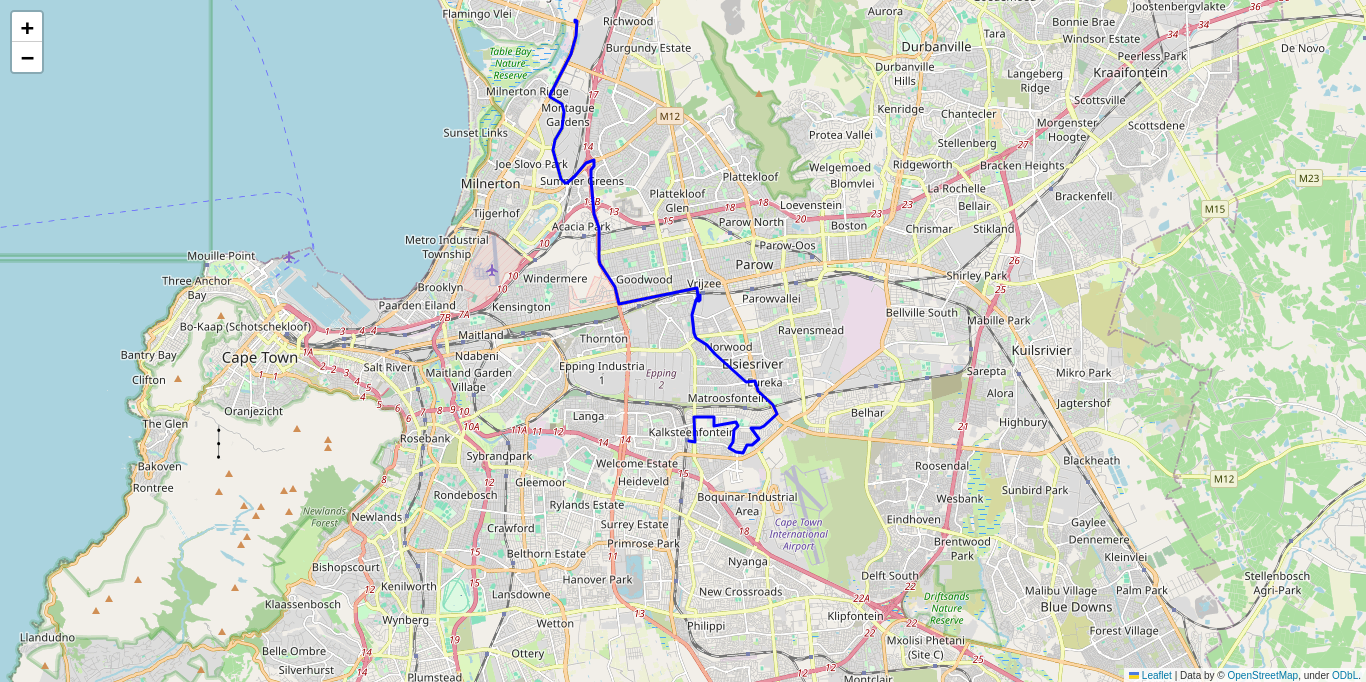 +
−
Flamingo Vlei
Richwood
Burgundy Estate
Table Bay
Nature
Reserve
Milnerton Ridge
Montague
Gardens
Sunset Links
Joe Slovo Park
Summer Greens
Milnerton
Tijgerhof
Acacia Park
Metro Industrial
Township
Brooklyn
Paarden Eiland
Windermere
Kensington
Goodwood
Vrijzee
Plattekloof
Glen
Plattekloof
Parow North
Parow-Oos
Parow
Parowvallei
Loevenstein
Boston
Welgemoed
Blomvlei
Protea Vallei
Kenridge
Aurora
Durbanville
Durbanville
Hills
Tara
Bonnie Brae
Windsor Estate
Joostenbergvlakte
Peerless Park
De Novo
Kraaifontein
Langeberg
Ridge
Scottsville
Scottsdene
Chantecler
Morgenster
Hoogte
Stellenberg
Bracken Heights
Ridgeworth
La Rochelle
Bellair
Brackenfell
Chrismar
Stikland
Shirley Park
Mabille Park
Bellville South
Kuilsrivier
Sarepta
Mikro Park
Alora
Jagtershof
Highbury
Blackheath
Mouille Point
Three Anchor
Bay
Bo-Kaap (Schotschekloof)
Bantry Bay
Cape Town
Clifton
Oranjezicht
The Glen
Bakoven
Rontree
Salt River
Maitland
Ndabeni
Maitland Garden
Village
Thornton
Epping Industria
1
Epping
2
Norwood
Elsiesriver
Eureka
Matroosfontein
Ravensmead
Langa
Kalksteenfontein
Belhar
Rosebank
Sybrandpark
Welcome Estate
Heideveld
Gleemoor
Rondebosch
Rylands Estate
Newlands
Newlands
Forest
Crawford
Surrey Estate
Primrose Park
Belthorn Estate
Boquinar Industrial
Area
Cape Town
International
Airport
Nyanga
Hanover Park
New Crossroads
Bishopscourt
Kenilworth
Lansdowne
Klaassenbosch
Wynberg
Wetton
Philippi
Ottery
Belle Ombre
Silverhurst
Plumstead
Llandudno
Roosendal
Sunbird Park
Wesbank
Eindhoven
Gaylee
Dennemere
Brentwood
Park
Kleinvlei
Delft South
Malibu Village
Palm Park
Blue Downs
Driftsands
Nature
Reserve
Klipfontein
Mxolisi Phetani
(Site C)
Forest Village
Montclair
Stellenbosch
Agri-Park
M12
M23
M15
M12
Leaflet | Data by © OpenStreetMap, under ODbL.